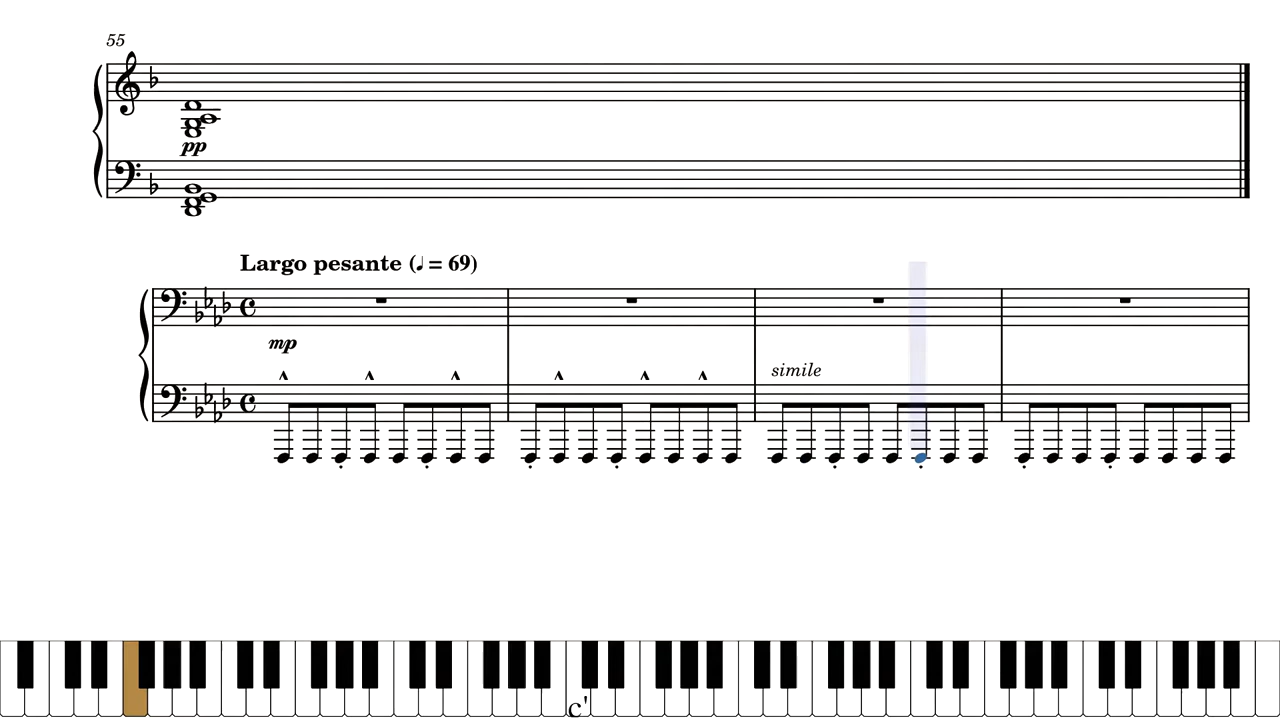 55
pp
Largo pesante (♩ = 69)
mp
simile
c'